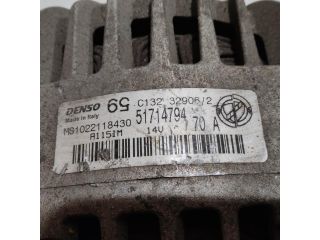 DENSO 69 C132 32906/2
Made in Italy
MS1022118430 51714794
A115IM 14V 70 A